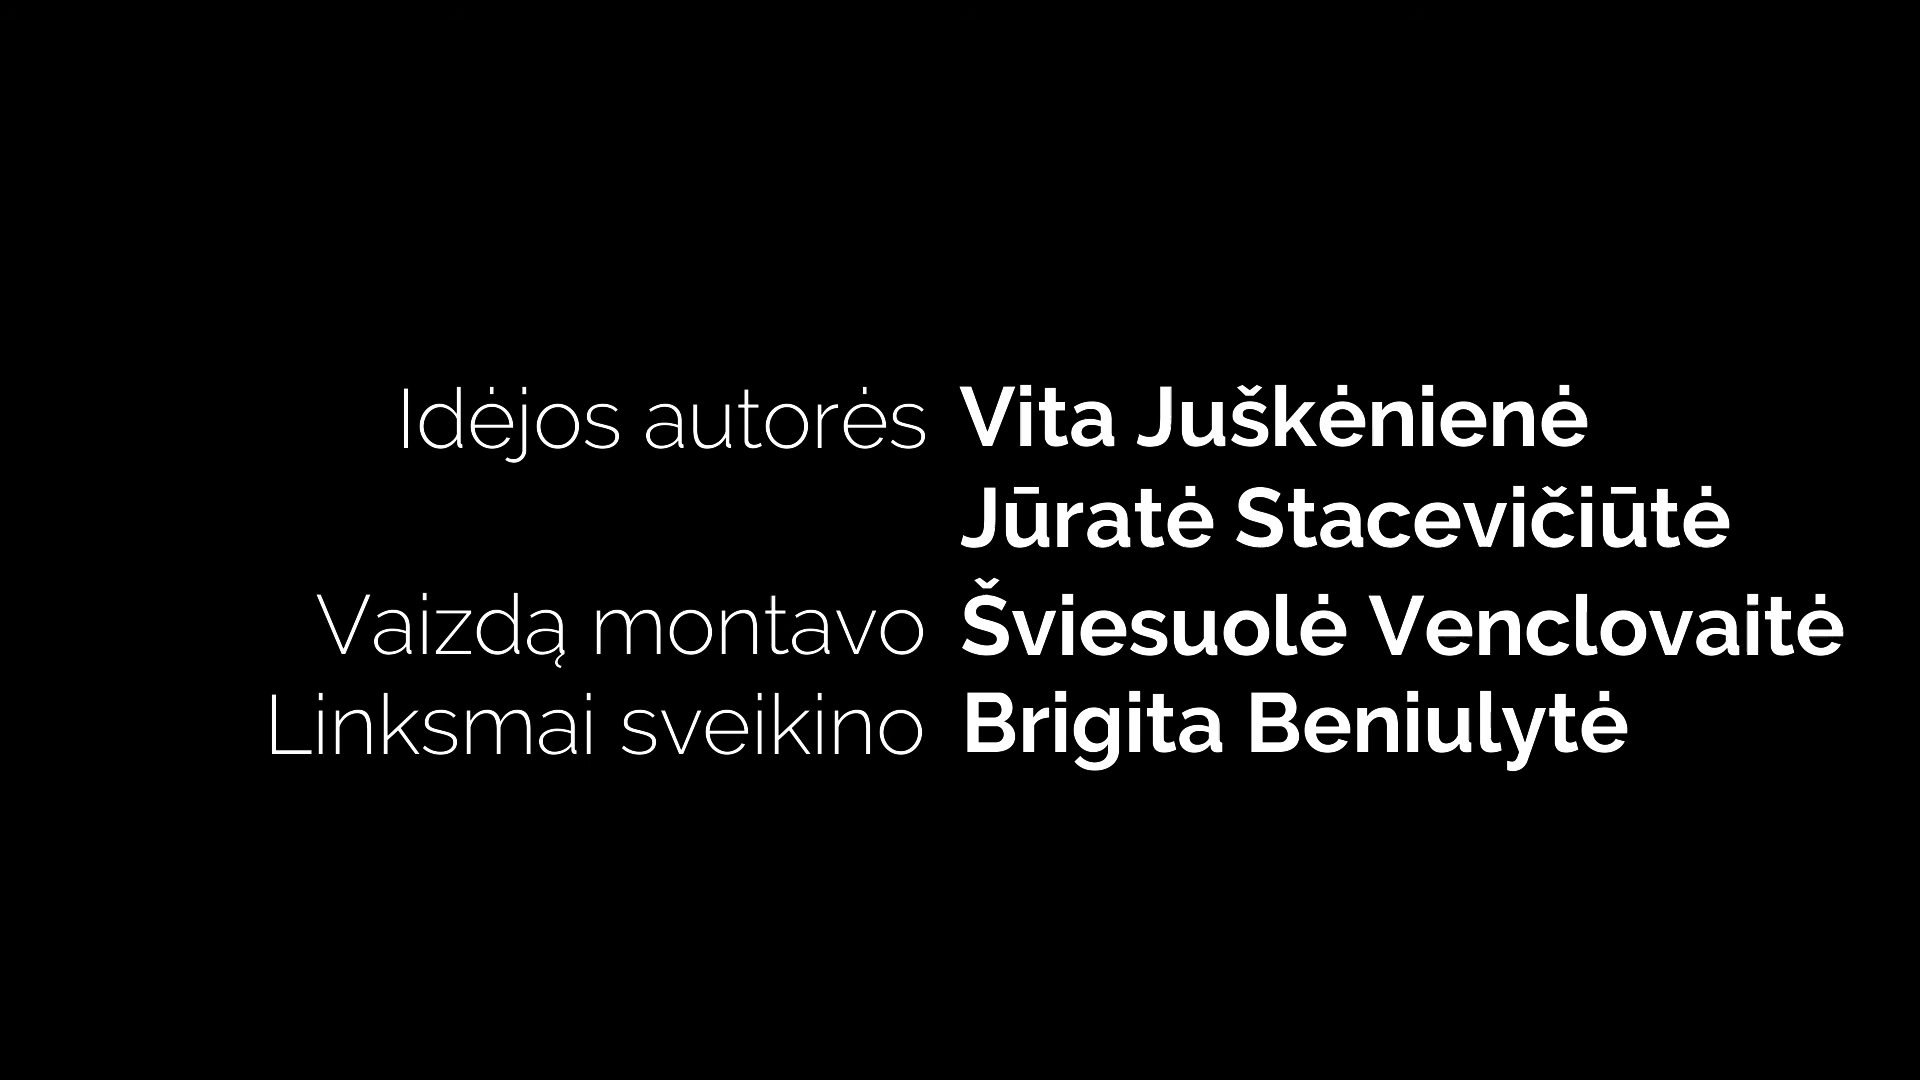 Idėjos autorės Vita Juškėnienė
Jūratė Stacevičiūtė
Vaizdą montavo Šviesuolė Venclovaitė
Linksmai sveikino Brigita Beniulytė